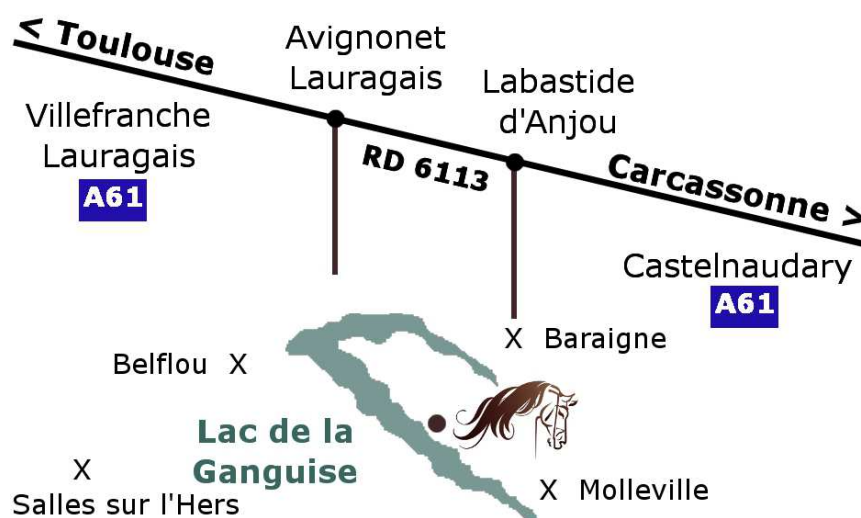 < Toulouse
Avignonet
Lauragais
Labastide
d'Anjou
Villefranche
Lauragais
A61
RD 6113
Carcassonne >
Castelnaudary
A61
X Baraigne
Belflou X
Lac de la
Ganguise
X
Salles sur l'Hers
X Molleville